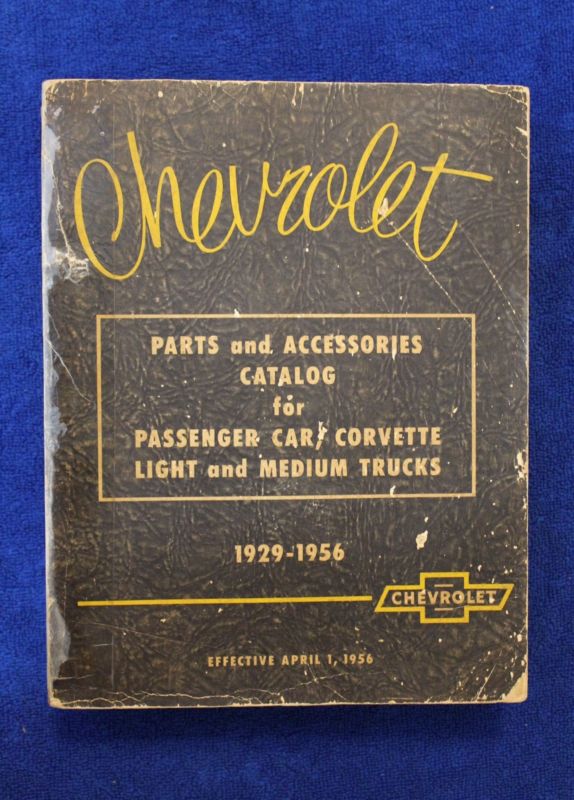 Chevrolet
PARTS and ACCESSORIES
CATALOG
for
PASSENGER CAR, CORVETTE
LIGHT and MEDIUM TRUCKS
1929-1956
CHEVROLET
EFFECTIVE APRIL 1, 1956